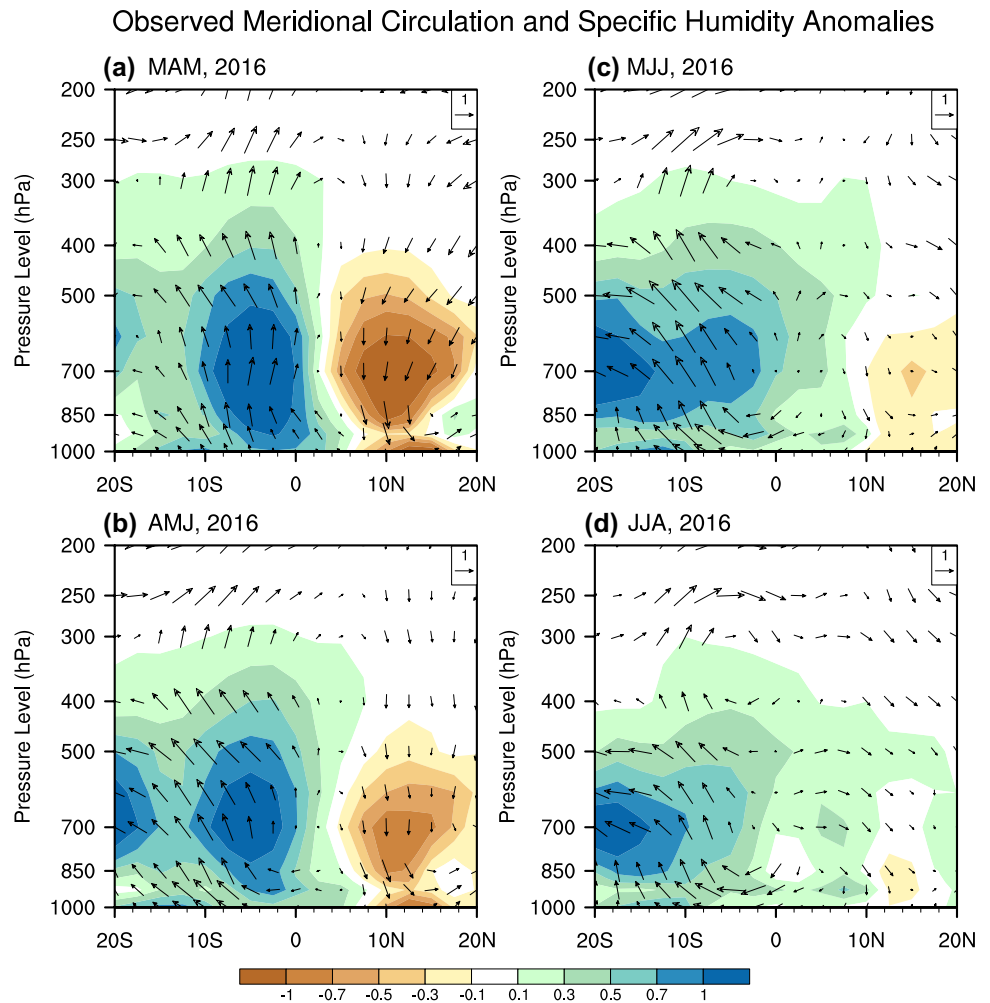 Observed Meridional Circulation and Specific Humidity Anomalies
(a) MAM, 2016
200
250
300
400
500
700
850
1000
Pressure Level (hPa)
1
20S 10S 0 10N 20N
(c) MJJ, 2016
200
250
300
400
500
700
850
1000
Pressure Level (hPa)
1
20S 10S 0 10N 20N
(b) AMJ, 2016
200
250
300
400
500
700
850
1000
Pressure Level (hPa)
1
20S 10S 0 10N 20N
(d) JJA, 2016
200
250
300
400
500
700
850
1000
Pressure Level (hPa)
1
20S 10S 0 10N 20N
-1 -0.7 -0.5 -0.3 -0.1 0.1 0.3 0.5 0.7 1